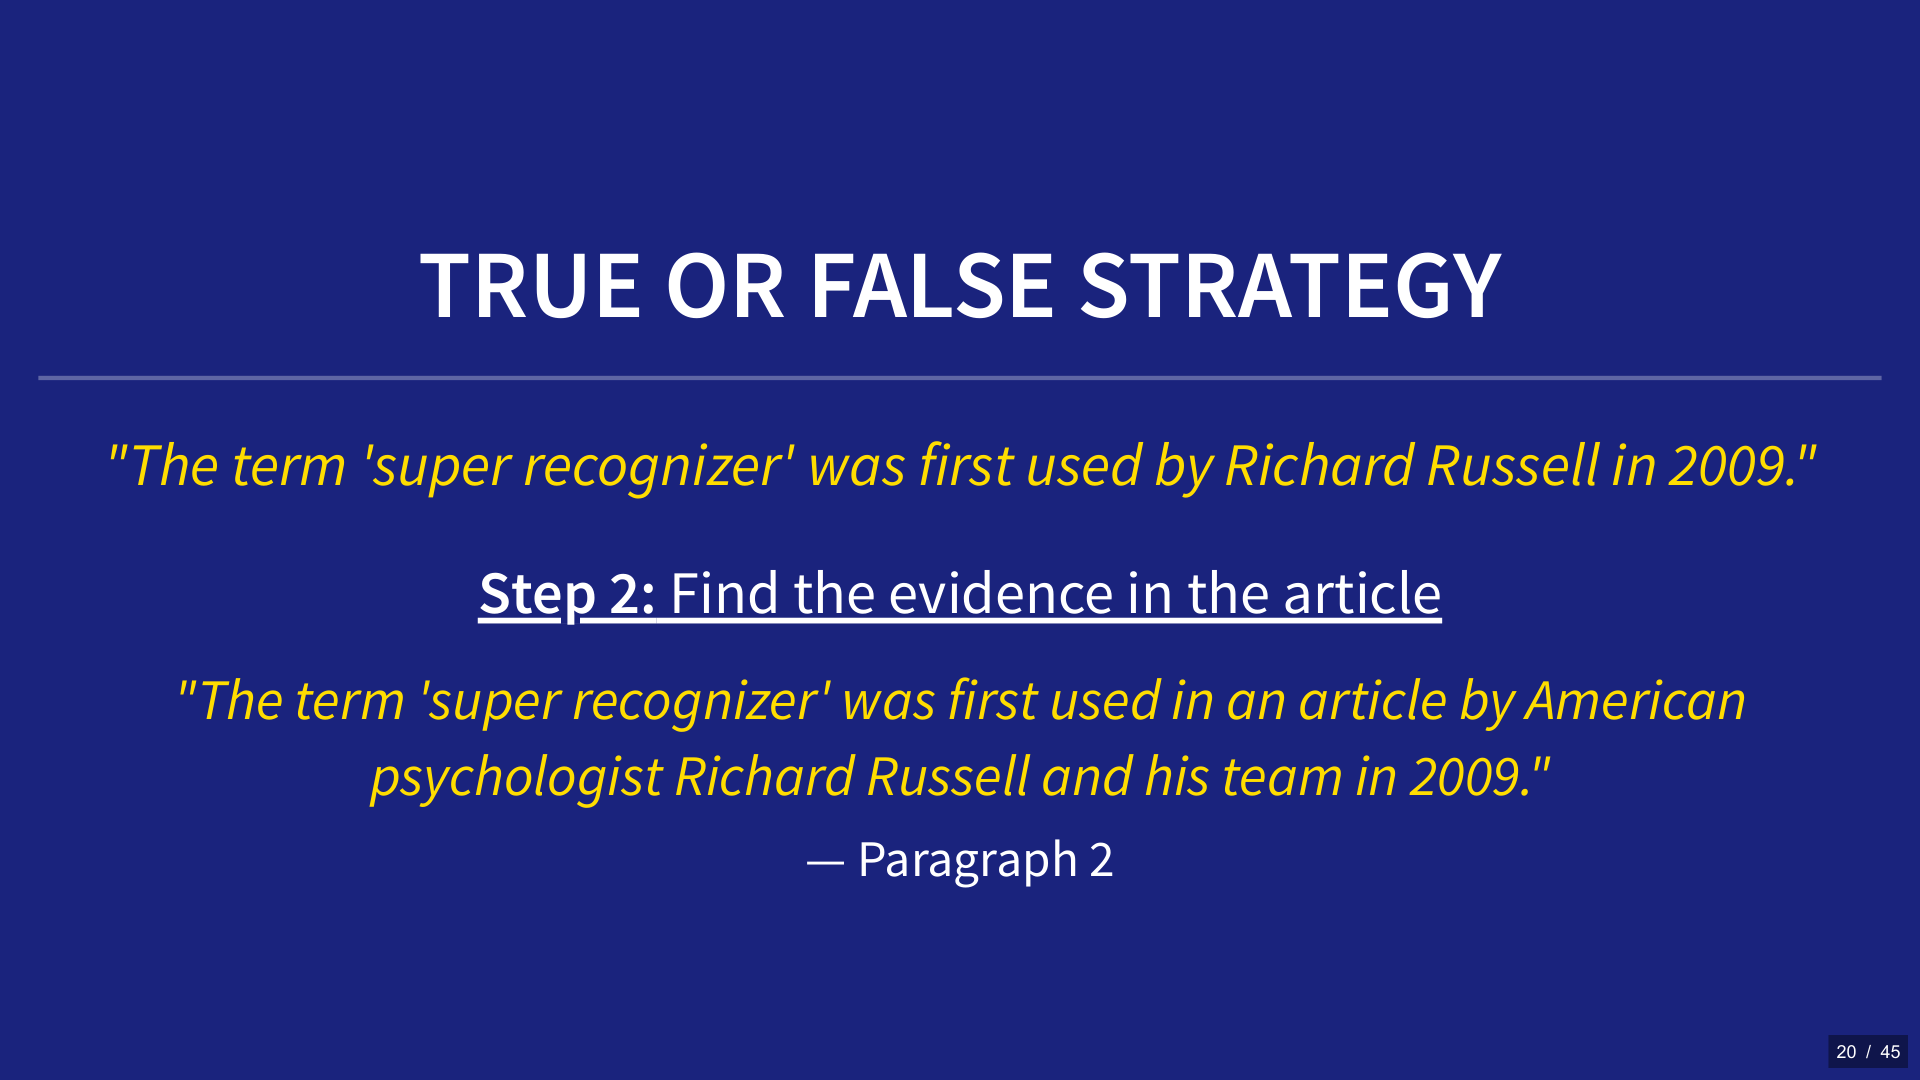 TRUE OR FALSE STRATEGY
"The term 'super recognizer' was first used by Richard Russell in 2009."
Step 2: Find the evidence in the article
"The term 'super recognizer' was first used in an article by American
psychologist Richard Russell and his team in 2009."
— Paragraph 2
20 / 45